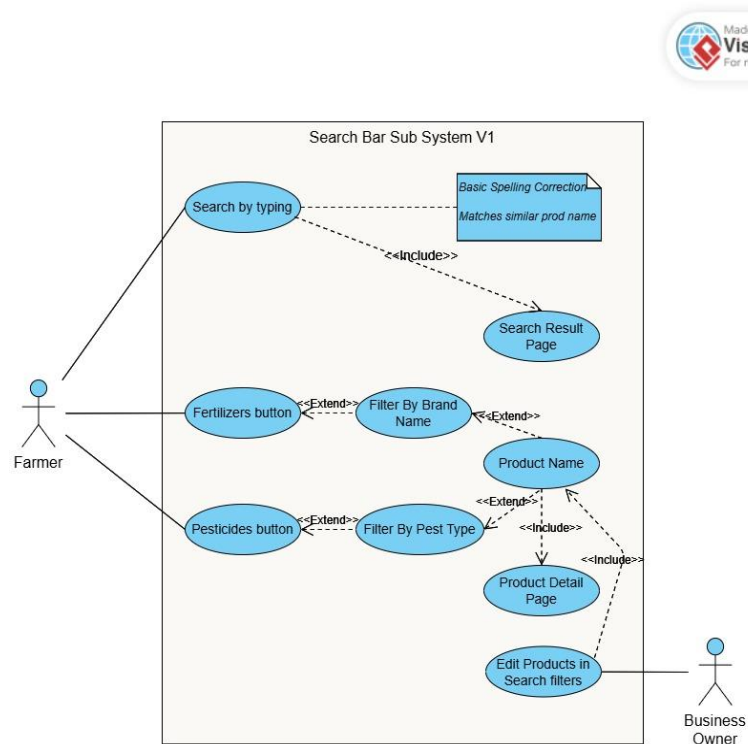 Made
Vis
For n
Search Bar Sub System V1
Search by typing
Basic Spelling Correction
Matches similar prod name
<<Include>>
Search Result
Page
Farmer
Fertilizers button
<<Extend>>
Filter By Brand
Name
<<Extend>>
Product Name
Pesticides button
<<Extend>>
Filter By Pest Type
<<Extend>>
<<Include>>
<<Include>>
Product Detail
Page
Edit Products in
Search filters
Business
Owner